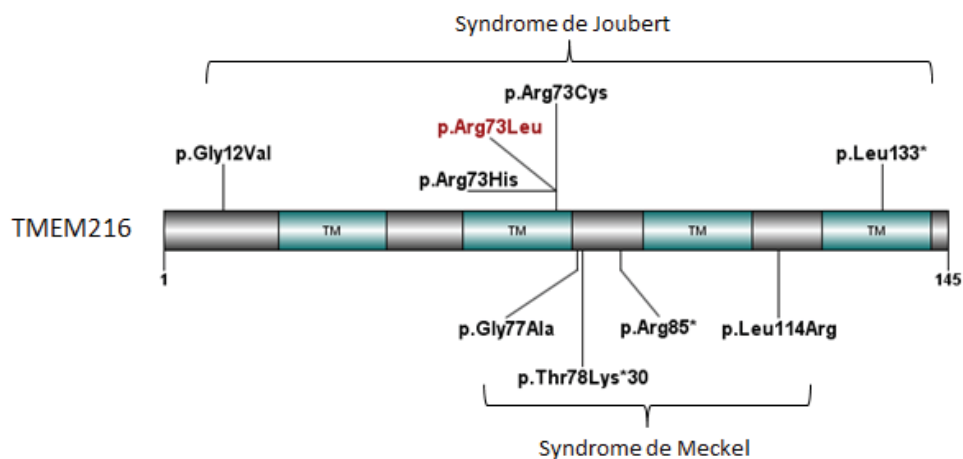 Syndrome de Joubert
p.Arg73Cys
p.Arg73Leu
p.Gly12Val
p.Leu133*
p.Arg73His
TMEM216
TM TM TM TM
1 145
p.Gly77Ala p.Arg85* p.Leu114Arg
p.Thr78Lys*30
Syndrome de Meckel